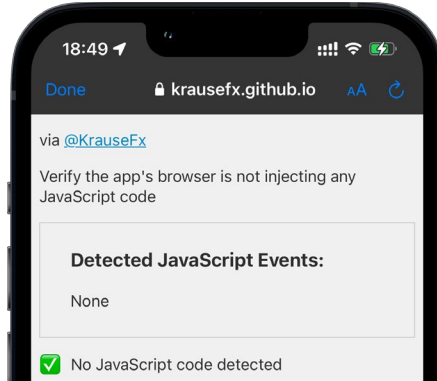 18:49
Done krausefx.github.io AA
via @KrauseFx
Verify the app's browser is not injecting any
JavaScript code
Detected JavaScript Events:
None
No JavaScript code detected